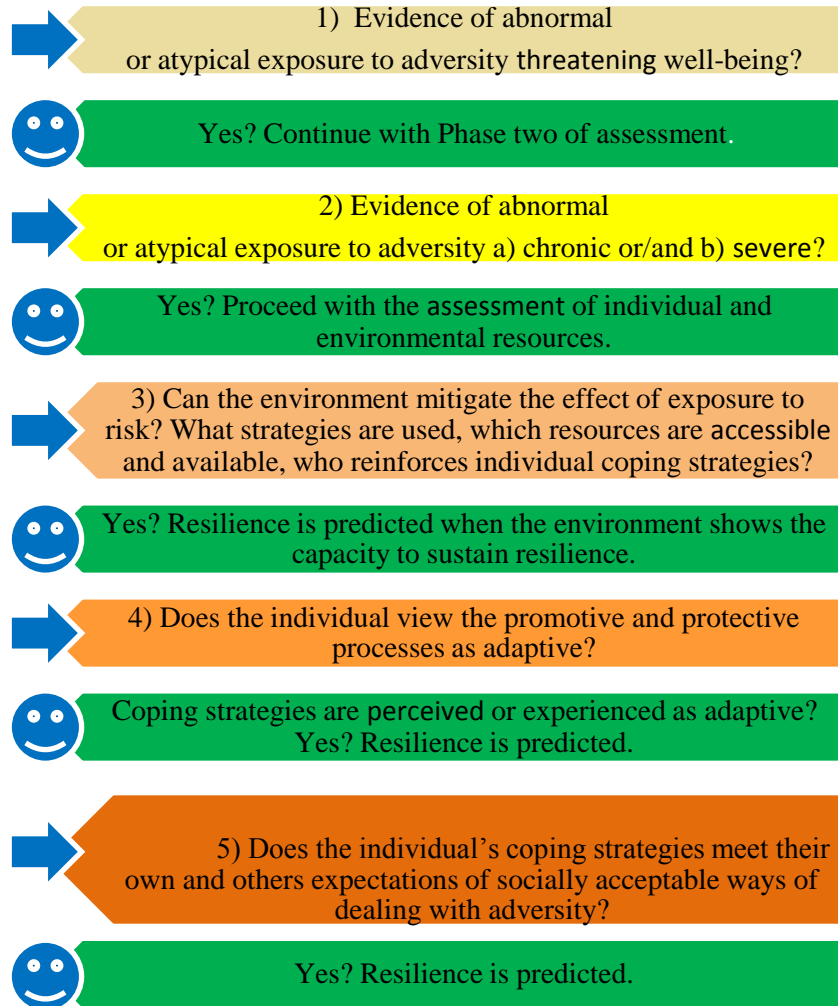 1) Evidence of abnormal
or atypical exposure to adversity threatening well-being?
Yes? Continue with Phase two of assessment.
2) Evidence of abnormal
or atypical exposure to adversity a) chronic or/and b) severe?
Yes? Proceed with the assessment of individual and
environmental resources.
3) Can the environment mitigate the effect of exposure to
risk? What strategies are used, which resources are accessible
and available, who reinforces individual coping strategies?
Yes? Resilience is predicted when the environment shows the
capacity to sustain resilience.
4) Does the individual view the promotive and protective
processes as adaptive?
Coping strategies are perceived or experienced as adaptive?
Yes? Resilience is predicted.
5) Does the individual’s coping strategies meet their
own and others expectations of socially acceptable ways of
dealing with adversity?
Yes? Resilience is predicted.